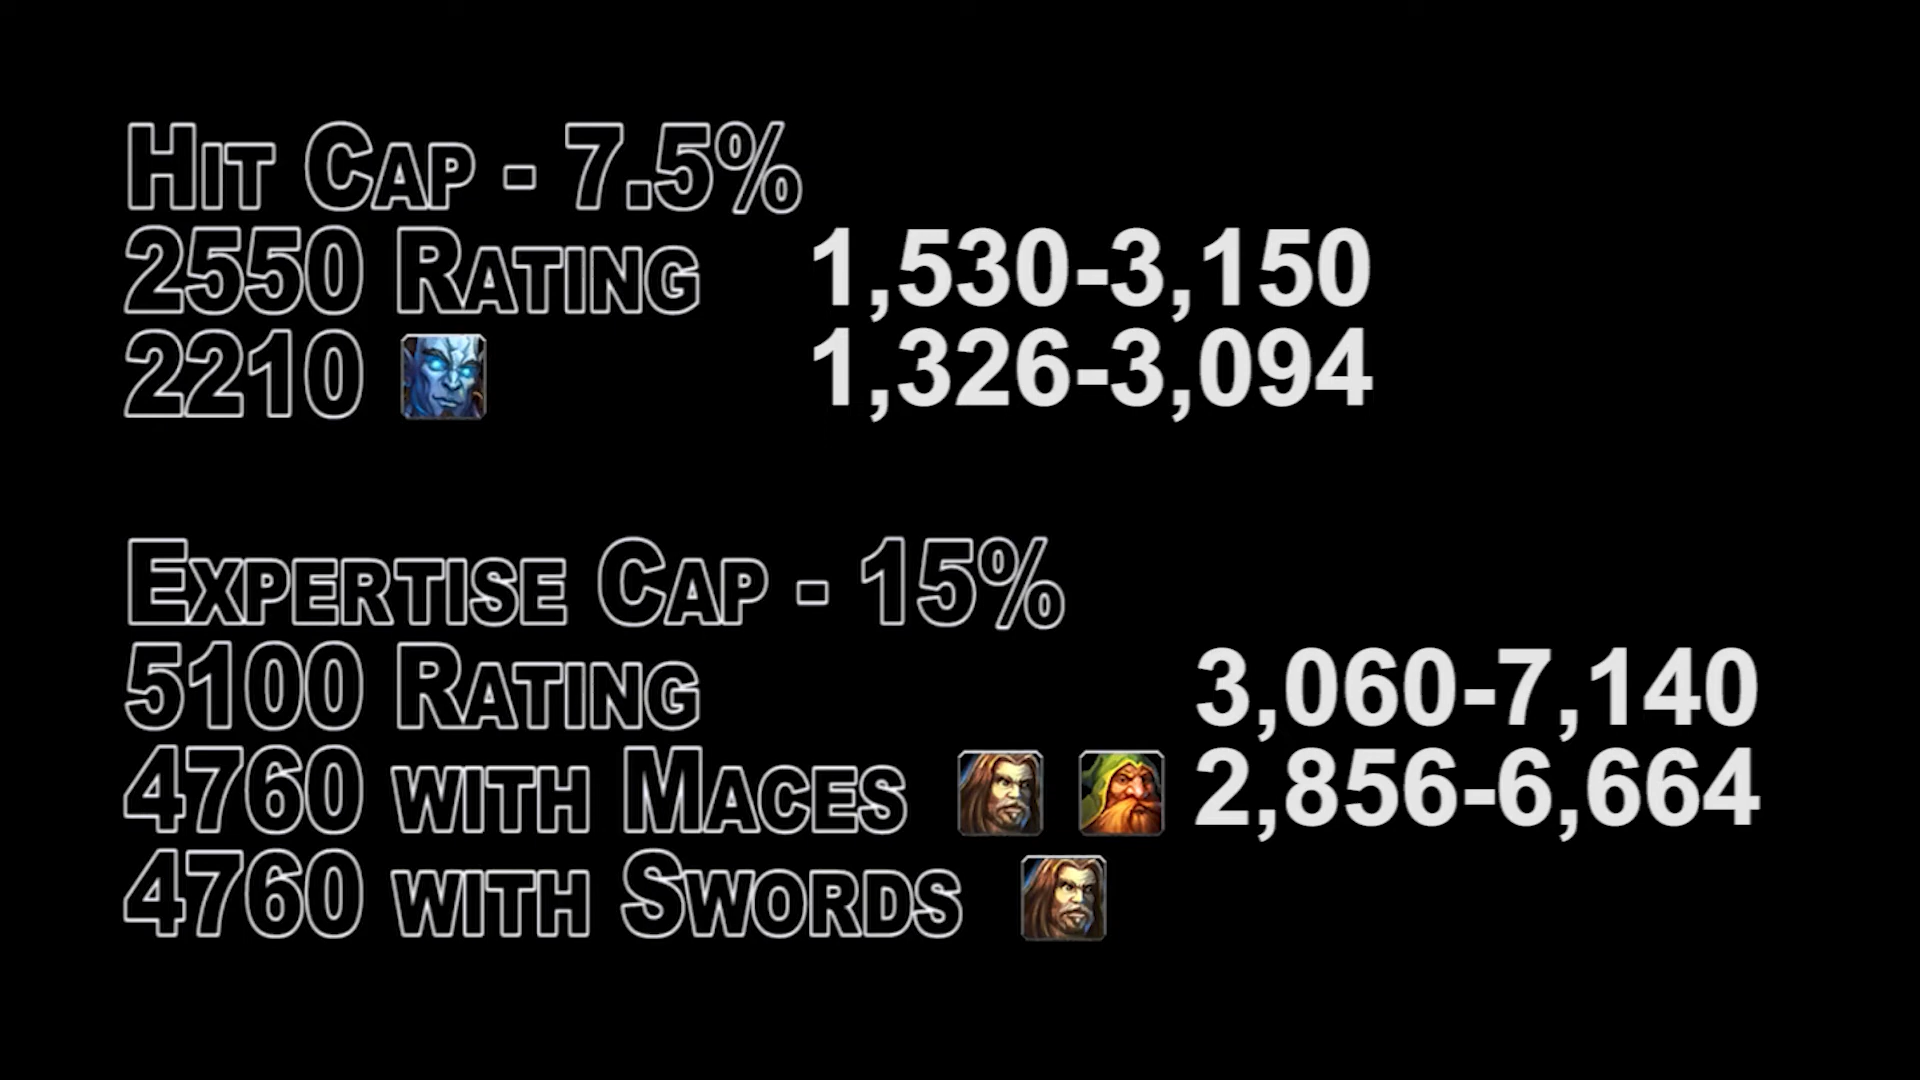 HIT CAP - 7.5%
2550 RATING 1,530-3,150
2210 1,326-3,094
EXPERTISE CAP - 15%
5100 RATING 3,060-7,140
4760 WITH MACES 2,856-6,664
4760 WITH SWORDS